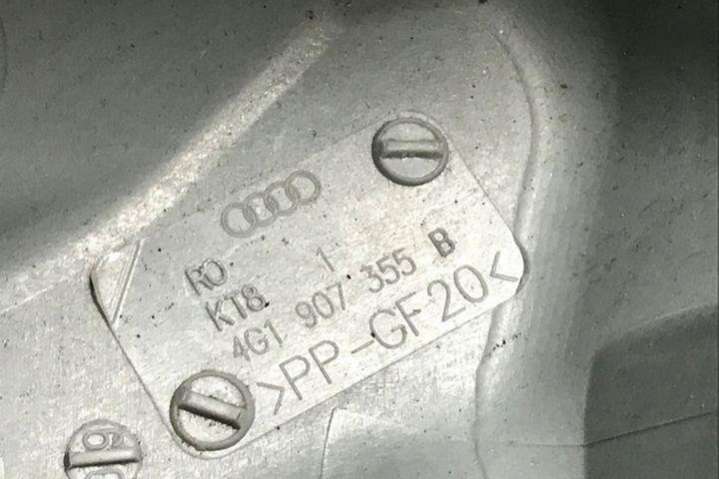 RO
KT8 1
4G1 907 355 B
>PP-GF20<